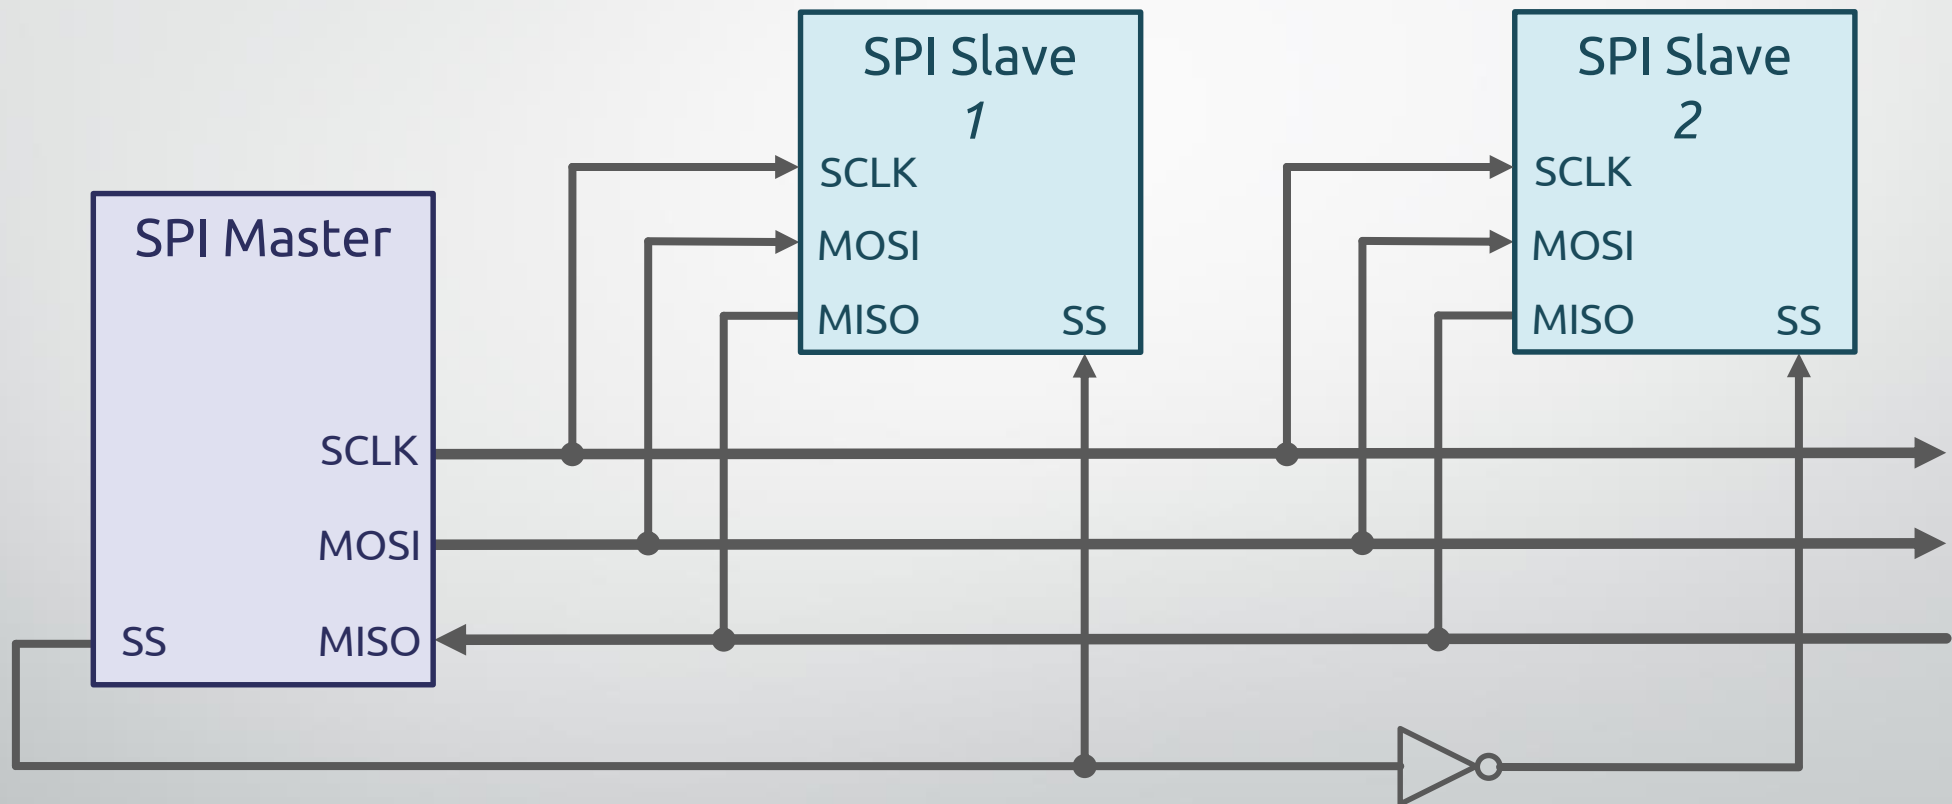 SPI Master
SCLK
MOSI
SS MISO
SPI Slave
1
SCLK
MOSI
MISO SS
SPI Slave
2
SCLK
MOSI
MISO SS